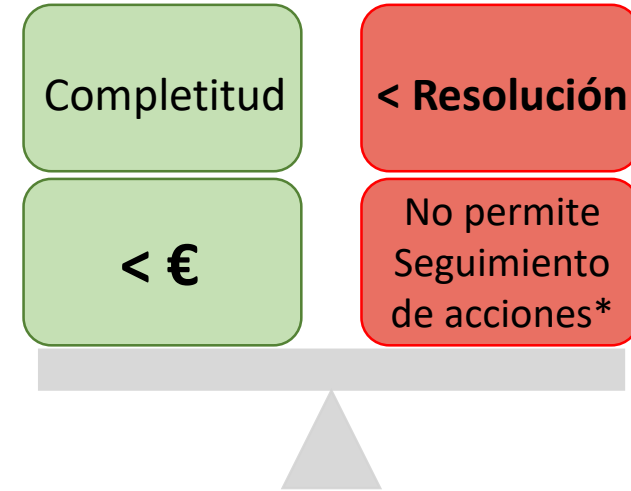 Completitud
< Resolución
< €
No permite
Seguimiento
de acciones*